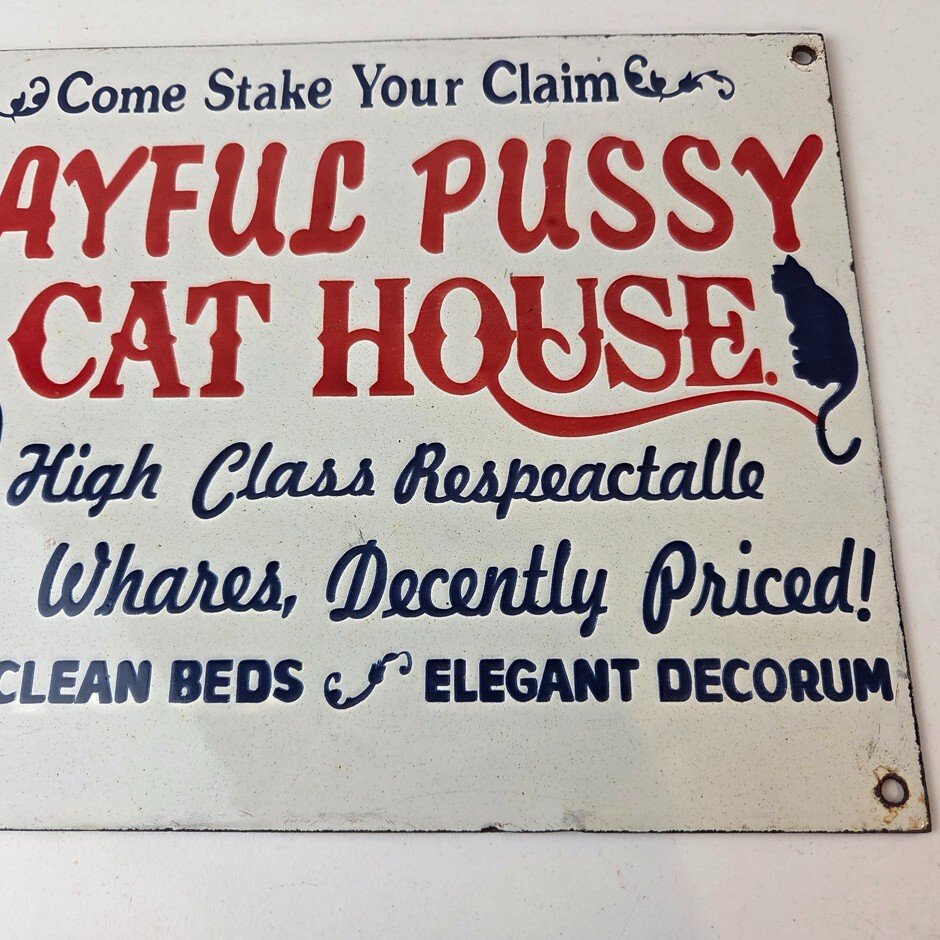 Come Stake Your Claim
AYFUL PUSSY
CAT HOUSE.
High Class Respeactalle
Whares, Decently Priced!
CLEAN BEDS ELEGANT DECORUM